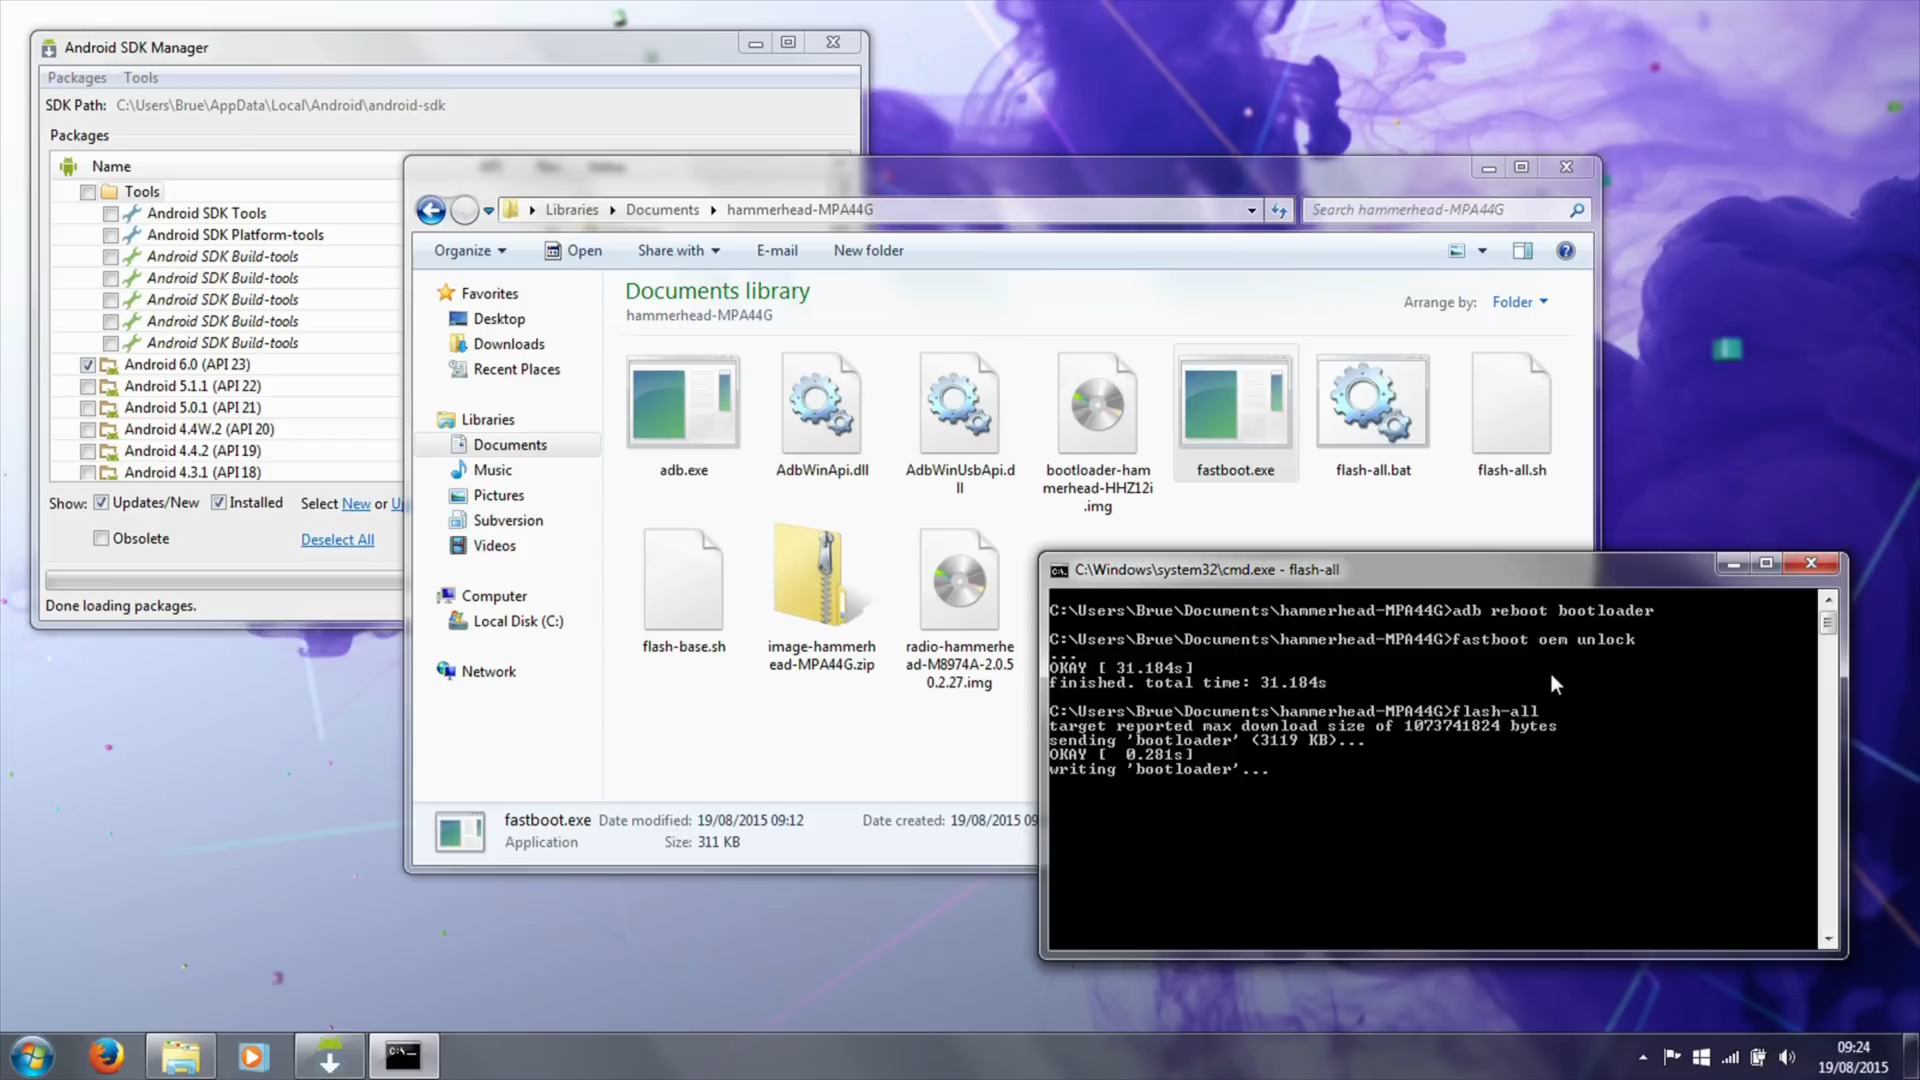 Android SDK Manager
Packages Tools
SDK Path: C:\Users\Brue\AppData\Local\Android\android-sdk
Packages
Name
Tools
Android SDK Tools
Android SDK Platform-tools
Android SDK Build-tools
Android SDK Build-tools
Android SDK Build-tools
Android SDK Build-tools
Android SDK Build-tools
Android 6.0 (API 23)
Android 5.1.1 (API 22)
Android 5.0.1 (API 21)
Android 4.4W.2 (API 20)
Android 4.4.2 (API 19)
Android 4.3.1 (API 18)
Show: Updates/New Installed Select New or
Obsolete Deselect All
Done loading packages.
Libraries Documents hammerhead-MPA44G
Search hammerhead-MPA44G
Organize Open Share with E-mail New folder
Favorites
Desktop
Downloads
Recent Places
Libraries
Documents
Music
Pictures
Subversion
Videos
Computer
Local Disk (C:)
Network
Documents library
hammerhead-MPA44G
Arrange by: Folder
adb.exe
AdbWinApi.dll
AdbWinUsbApi.d
ll
bootloader-ham
merhead-HHZ12i
.img
fastboot.exe
flash-all.bat
flash-all.sh
flash-base.sh
image-hammerh
ead-MPA44G.zip
radio-hammerhe
ad-M8974A-2.0.5
0.2.27.img
fastboot.exe Date modified: 19/08/2015 09:12 Date created: 19/08/2015 09
Application Size: 311 KB
C:\Windows\system32\cmd.exe - flash-all
C:\Users\Brue\Documents\hammerhead-MPA44G>adb reboot bootloader
C:\Users\Brue\Documents\hammerhead-MPA44G>fastboot oem unlock
...
OKAY [ 31.184s]
finished. total time: 31.184s
C:\Users\Brue\Documents\hammerhead-MPA44G>flash-all
target reported max download size of 1073741824 bytes
sending 'bootloader' (3119 KB)...
OKAY [  0.281s]
writing 'bootloader'...
09:24
19/08/2015